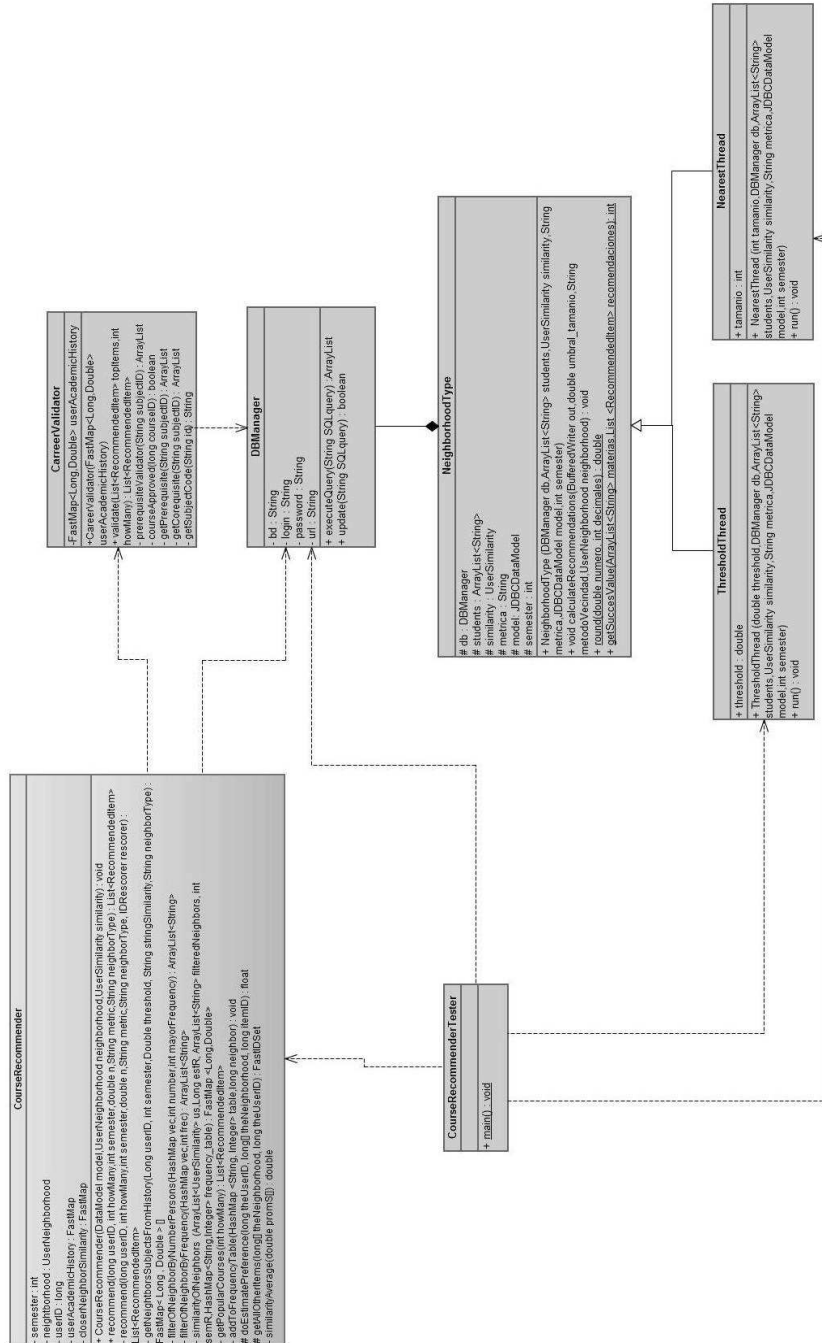 CourseRecommender
- semester : int
- neightborhood : UserNeighborhood
- userID : long
- userAcademicHistory : FastMap
- closerNeighborSimilarity : FastMap
+ CourseRecommender(DataModel model,UserNeighborhood neighborhood,UserSimilarity similarity) : void
+ recommend(long userID, int howMany,int semester,double n,String metric,String neighborType) : List<RecommendedItem>
- recommend(long userID, int howMany,int semester,double n,String metric,String neighborType, IDRescorer rescorer) :
List<RecommendedItem>
- getNeighborsSubjectsFromHistory(Long userID, int semester,Double threshold, String stringSimilarity,String neighborType) :
FastMap< Long, Double > []
- filterOfNeighborByNumberPersons(HashMap vec,int number,int mayorFrequency) : ArrayList<String>
- filterOfNeighborByFrequency(HashMap vec,int frec) : ArrayList<String>
- similarityOfNeighbors (ArrayList<UserSimilarity> us,Long estR, ArrayList<String> filteredNeighbors, int
semR,HashMap<String,Integer> frequency_table) : FastMap <Long,Double>
- getPopularCourses(int howMany) : List<RecommendedItem>
- addToFrequencyTable(HashMap <String, Integer> table,long neighbor) : void
# doEstimatePreference(long theUserID, long[] theNeighborhood, long itemID) : float
# getAllOtherItems(long[] theNeighborhood, long theUserID) : FastIDSet
- similarityAverage(double promS[]) : double
CarreerValidator
-FastMap<Long,Double> userAcademicHistory
+CareerValidator(FastMap<Long,Double>
userAcademicHistory)
+ validate(List<RecommendedItem> topItems,int
howMany) : List<RecommendedItem>
- prerequisiteValidator(String subjectID) : ArrayList
- courseApproved(long courseID) : boolean
- getPrerequisite(String subjectID) : ArrayList
- getCorequisite(String subjectID) : ArrayList
- getSubjectCode(String id) : String
DBManager
- bd : String
- login : String
- password : String
- url : String
+ executeQuery(String SQLquery) :ArrayList
+ update(String SQLquery) : boolean
CourseRecommenderTester
+ main() : void
NeighborhoodType
# db : DBManager
# students : ArrayList<String>
# similarity : UserSimilarity
# metrica : String
# model: JDBCDataModel
# semester : int
+ NeighborhoodType (DBManager db,ArrayList<String> students,UserSimilarity similarity,String
metrica,JDBCDataModel model,int semester)
+ void calculateRecommendations(BufferedWriter out,double umbral_tamanio,String
metodoVecindad,UserNeighborhood neighborhood) : void
+ round(double numero, int decimales) : double
+ getSuccesValue(ArrayList<String> materias,List <RecommendedItem> recomendaciones): int
ThresholdThread
+ threshold : double
+ ThresholdThread (double threshold,DBManager db,ArrayList<String>
students,UserSimilarity similarity,String metrica,JDBCDataModel
model,int semester)
+ run() : void
NearestThread
+ tamanio : int
+ NearestThread (int tamanio,DBManager db,ArrayList<String>
students,UserSimilarity similarity,String metrica,JDBCDataModel
model,int semester)
+ run() : void